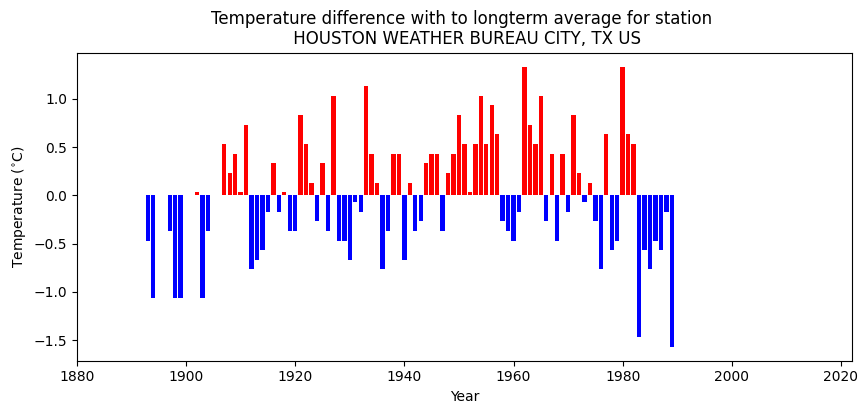 Temperature difference with to longterm average for station
HOUSTON WEATHER BUREAU CITY, TX US
Temperature (°C)
1.0
0.5
0.0
−0.5
−1.0
−1.5
1880 1900 1920 1940 1960 1980 2000 2020
Year